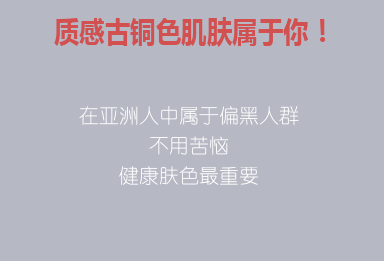 质感古铜色肌肤属于你！
在亚洲人中属于偏黑人群
不用苦恼
健康肤色最重要